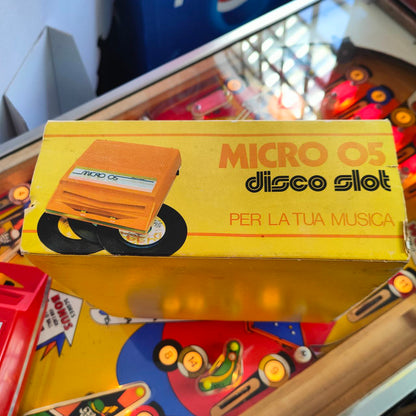 MICRO 05
disco slot
PER LA TUA MUSICA
MICRO 05
BONUS